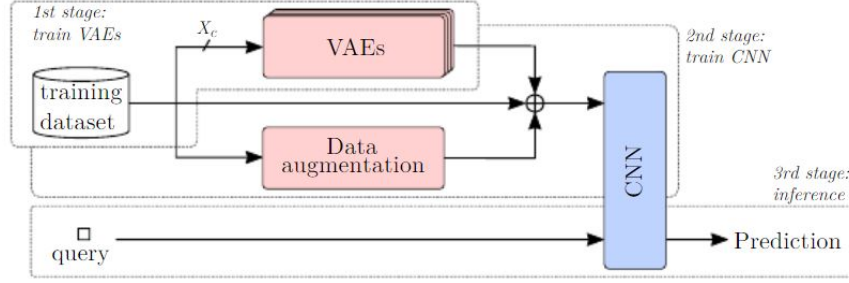 1st stage:
train VAEs
X_c
VAEs
2nd stage:
train CNN
training
dataset
Data
augmentation
CNN
3rd stage:
inference
query
Prediction